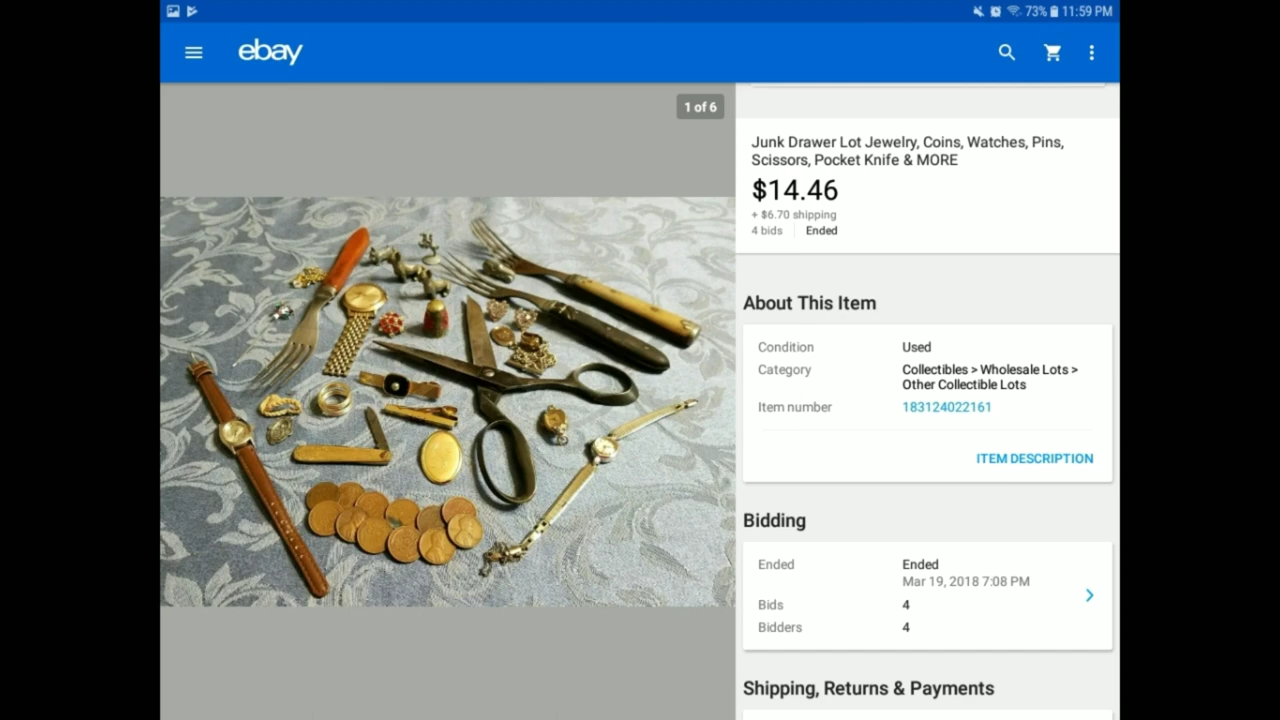 73% 11:59 PM
ebay
1 of 6
Junk Drawer Lot Jewelry, Coins, Watches, Pins,
Scissors, Pocket Knife & MORE
$14.46
+ $6.70 shipping
4 bids Ended
About This Item
Condition Used
Category Collectibles > Wholesale Lots >
Other Collectible Lots
Item number 183124022161
ITEM DESCRIPTION
Bidding
Ended Ended
Mar 19, 2018 7:08 PM
Bids 4
Bidders 4
Shipping, Returns & Payments